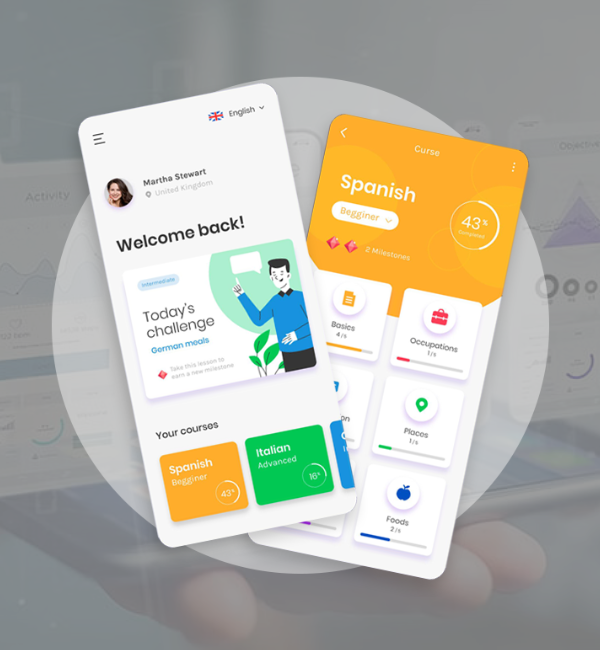 English
Martha Stewart
United Kingdom
Welcome back!
Intermediate
Today's
challenge
German meals
Take this lesson to
earn a new milestone
Your courses
Spanish
Begginer
43%
Italian
Advanced
16%
Curse
Spanish
Begginer
43%
Completed
2 Milestones
Basics
4/5
Occupations
1/5
Places
1/5
Foods
2/5
Activity
Objective